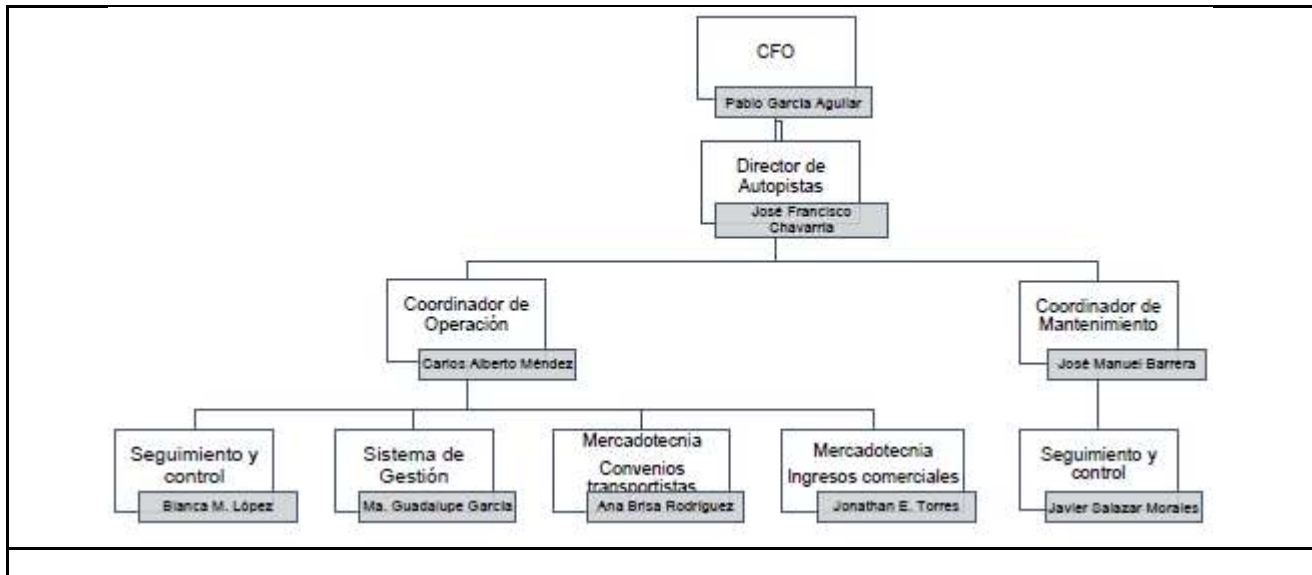 CFO
Pablo García Aguilar
Director de
Autopistas
José Francisco
Chavarría
Coordinador de
Operación
Carlos Alberto Méndez
Coordinador de
Mantenimiento
José Manuel Barrera
Seguimiento y
control
Bianca M. López
Sistema de
Gestión
Ma. Guadalupe García
Mercadotecnia
Convenios
transportistas
Ana Brisa Rodríguez
Mercadotecnia
Ingresos comerciales
Jonathan E. Torres
Seguimiento y
control
Javier Salazar Morales